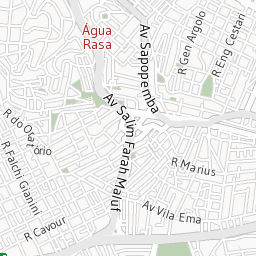 Água
Rasa
Av Sapopemba
R Gen Argolo
R Eng Cestari
Av Salim Farah Maluf
R do Oratório
R Falchi Gianini
R Cavour
R Marius
Av Vila Ema